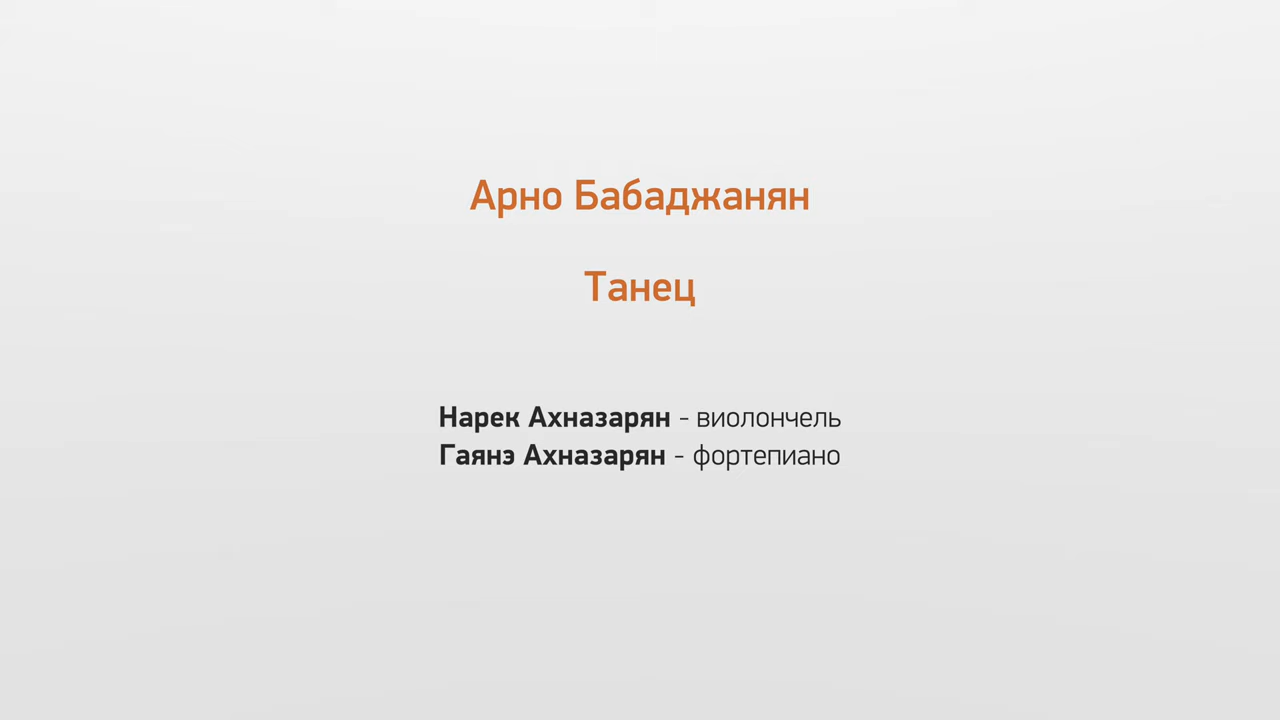 Арно Бабаджанян
Танец
Нарек Ахназарян - виолончель
Гаянэ Ахназарян - фортепиано